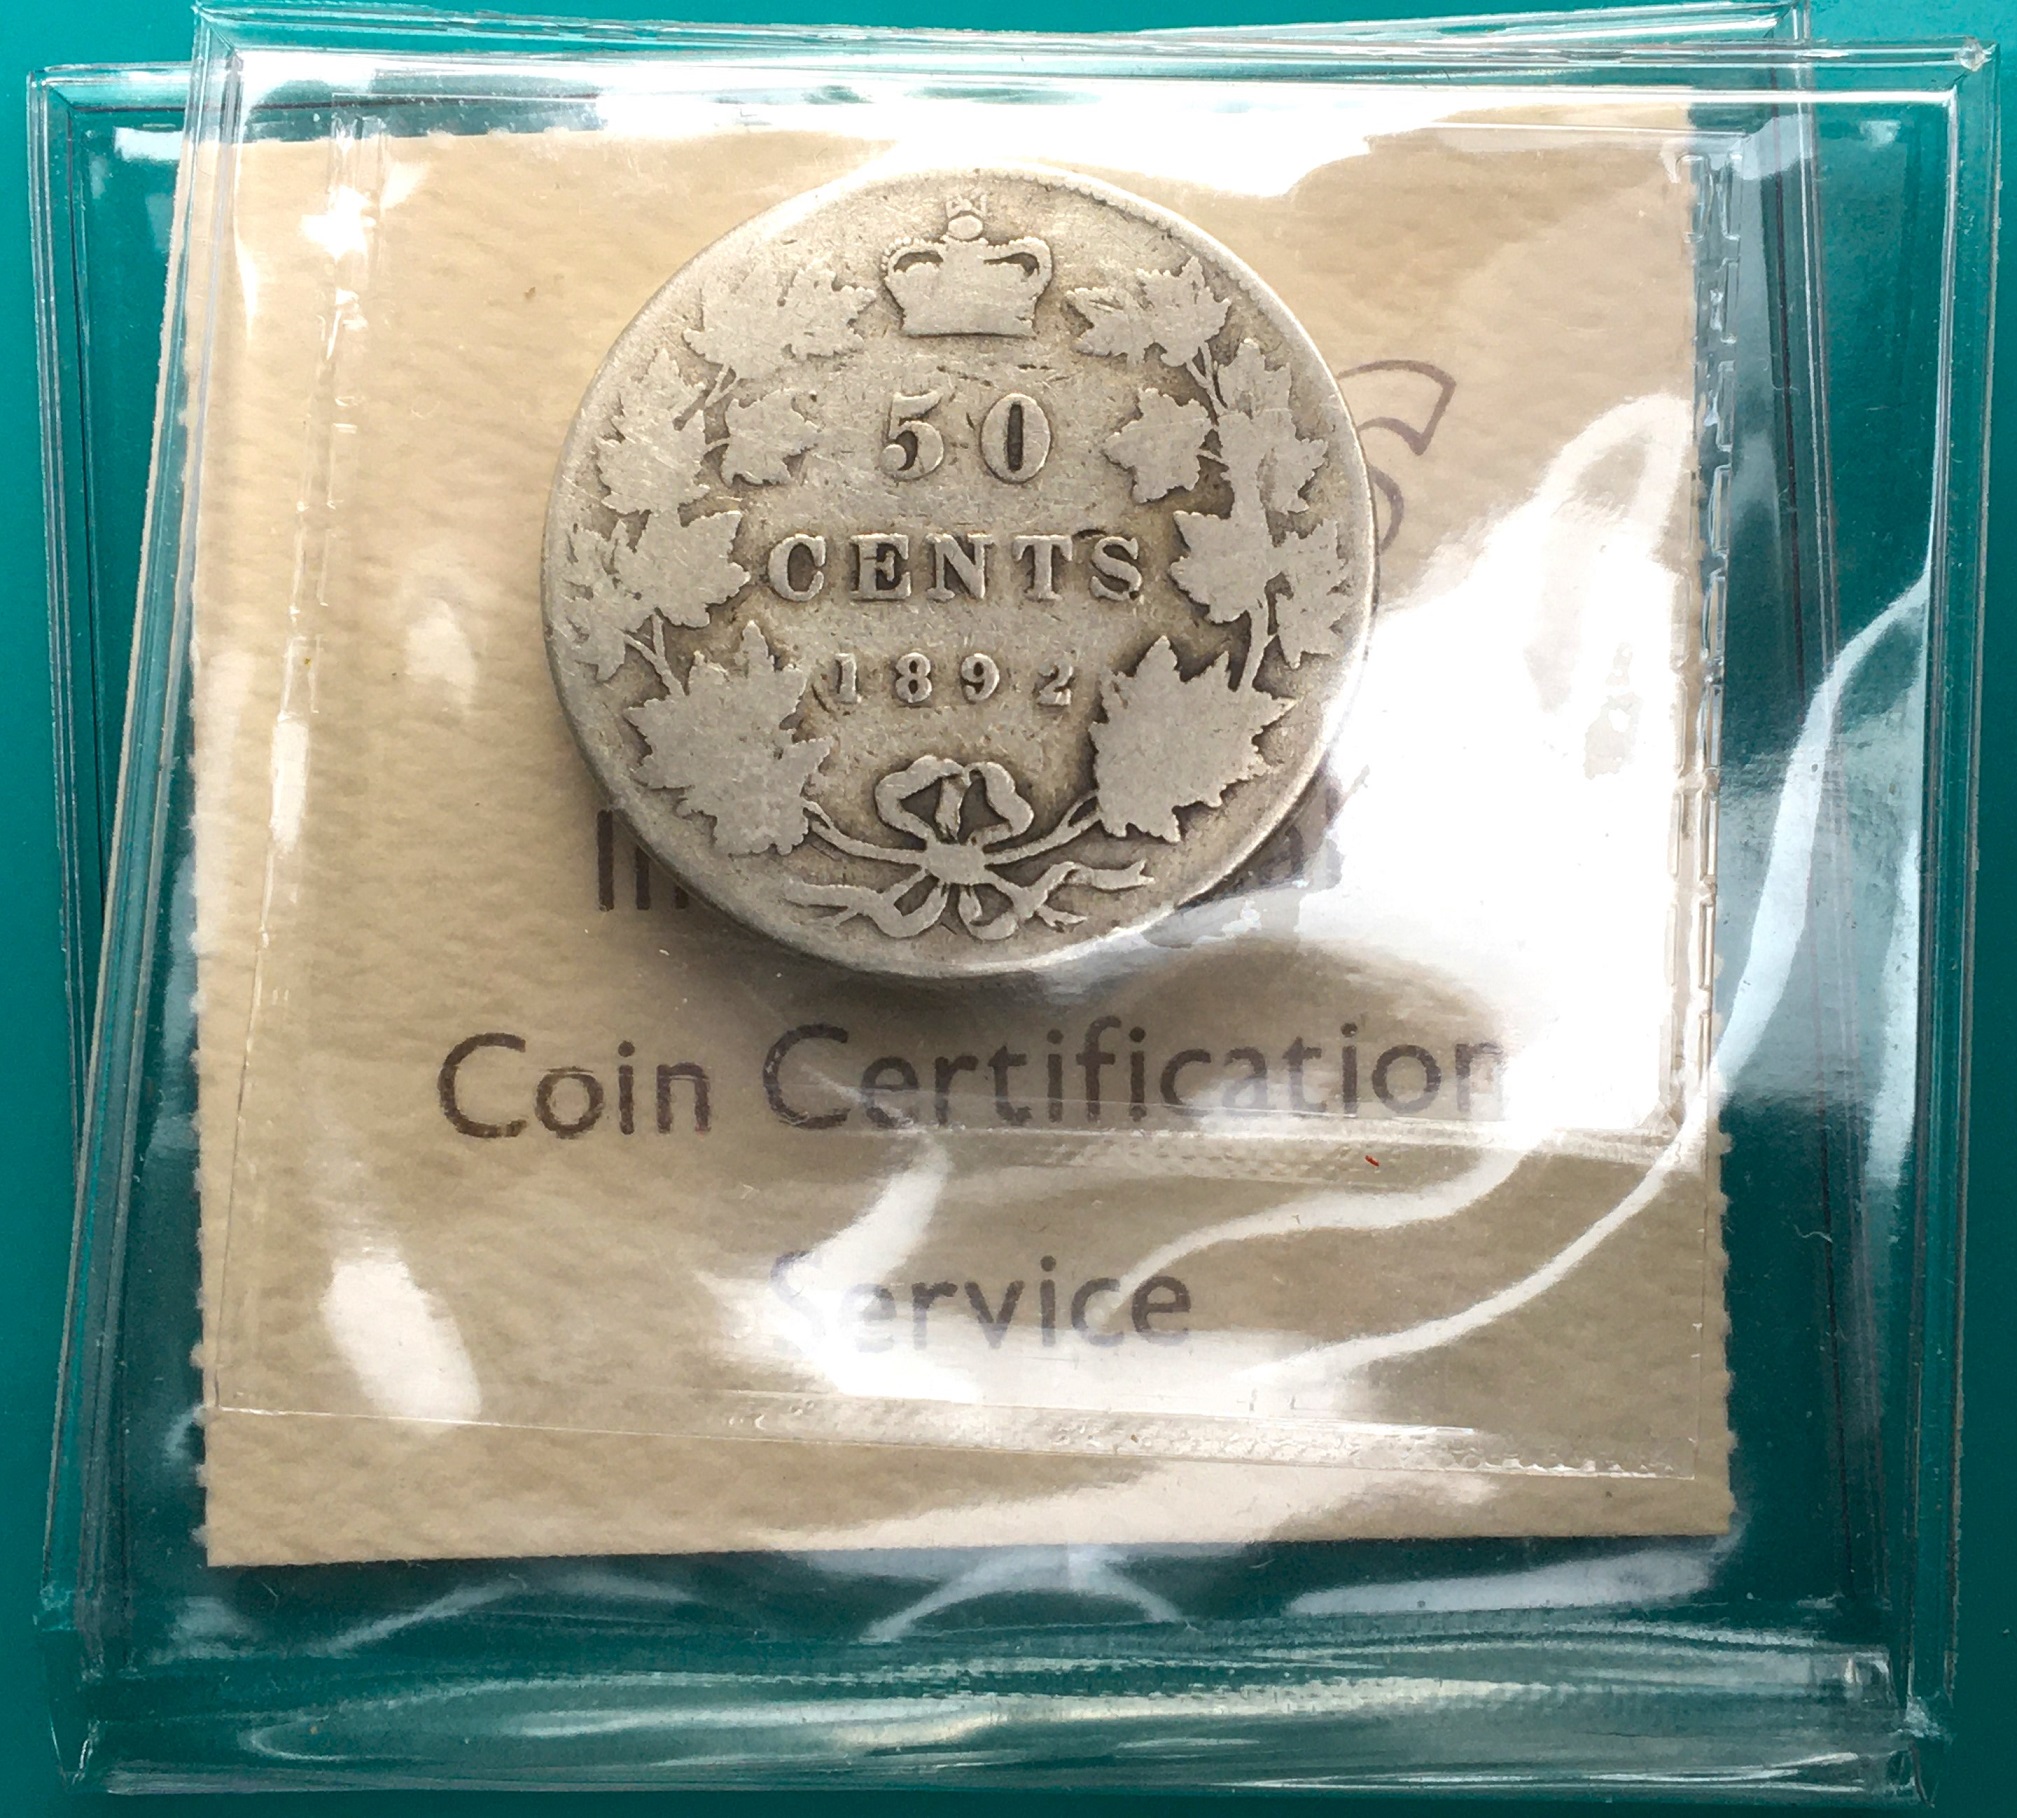 50
CENTS
1892
Coin Certification
Service